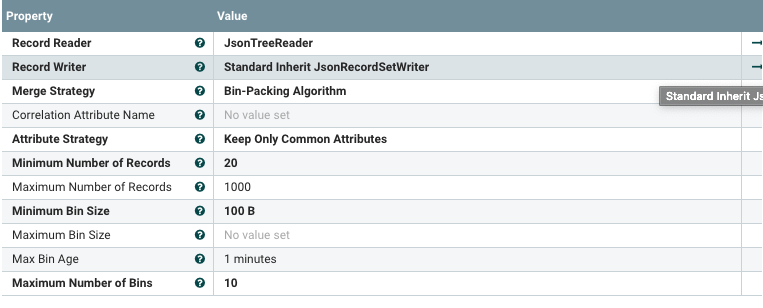 Property Value
Record Reader ? JsonTreeReader
Record Writer ? Standard Inherit JsonRecordSetWriter
Merge Strategy ? Bin-Packing Algorithm
Standard Inherit Js
Correlation Attribute Name ? No value set
Attribute Strategy ? Keep Only Common Attributes
Minimum Number of Records ? 20
Maximum Number of Records ? 1000
Minimum Bin Size ? 100 B
Maximum Bin Size ? No value set
Max Bin Age ? 1 minutes
Maximum Number of Bins ? 10